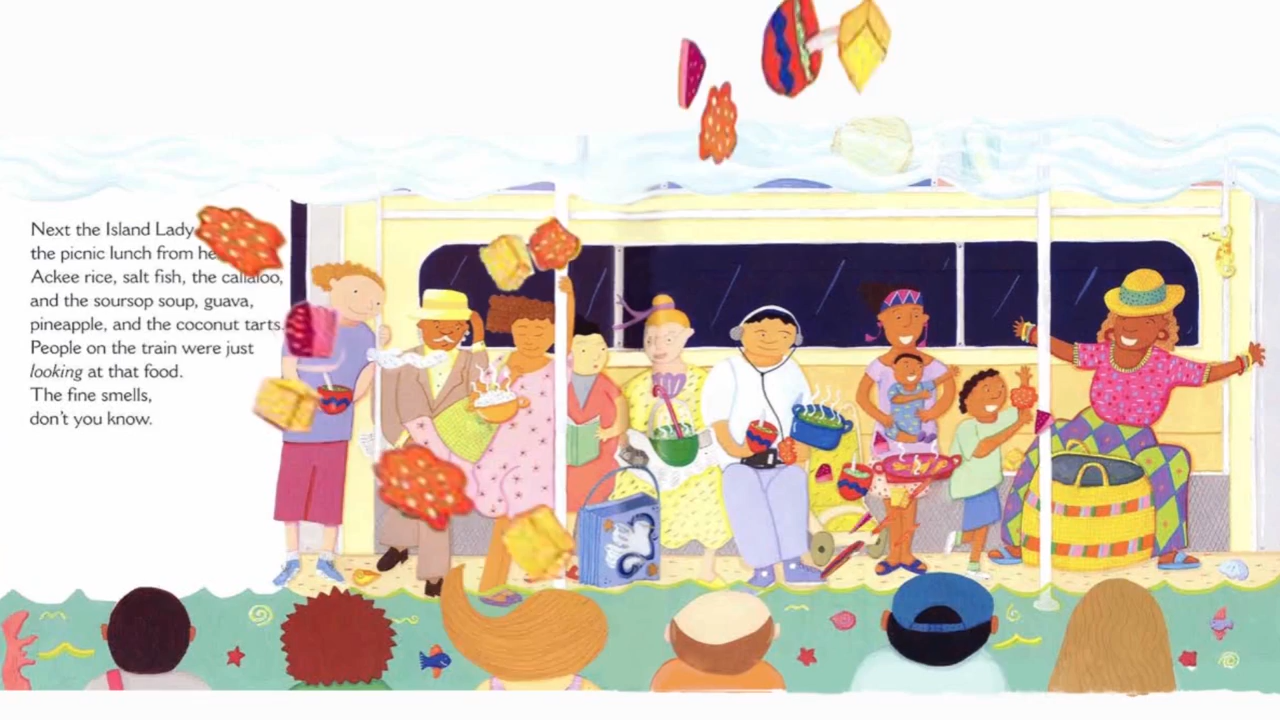 Next the Island Lady
the picnic lunch from
Ackee rice, salt fish, the callaloo,
and the soursop soup, guava,
pineapple, and the coconut tarts.
People on the train were just
looking at that food.
The fine smells,
don't you know.